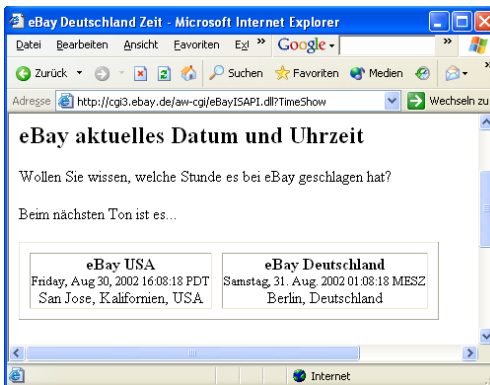 eBay Deutschland Zeit - Microsoft Internet Explorer
Datei Bearbeiten Ansicht Favoriten Ext » Google »
Zurück Suchen Favoriten Medien »
Adresse http://cgi3.ebay.de/aw-cgi/eBayISAPI.dll?TimeShow Wechseln zu
eBay aktuelles Datum und Uhrzeit
Wollen Sie wissen, welche Stunde es bei eBay geschlagen hat?
Beim nächsten Ton ist es...
eBay USA
Friday, Aug 30, 2002 16:08:18 PDT
San Jose, Kalifornien, USA
eBay Deutschland
Samstag, 31. Aug. 2002 01:08:18 MESZ
Berlin, Deutschland
Internet